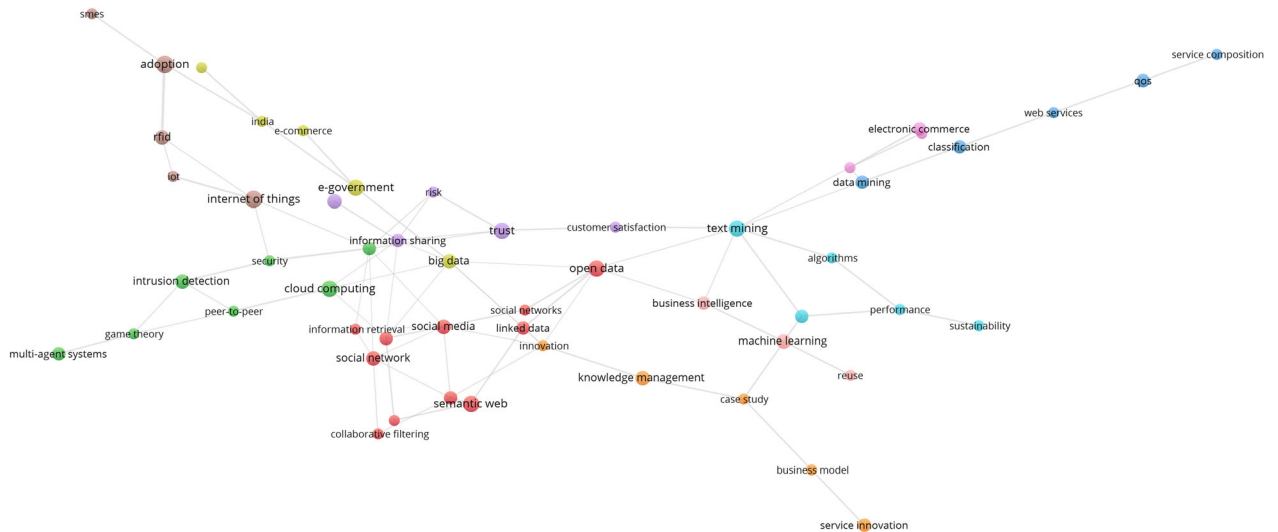 smes
service composition
adoption
qos
web services
india
e-commerce
electronic commerce
rfid
classification
iot
data mining
e-government
risk
internet of things
customer satisfaction
text mining
trust
information sharing
algorithms
security
big data
open data
intrusion detection
cloud computing
business intelligence
peer-to-peer
social networks
performance
information retrieval
social media
linked data
sustainability
game theory
machine learning
innovation
multi-agent systems
social network
reuse
knowledge management
case study
semantic web
collaborative filtering
business model
service innovation